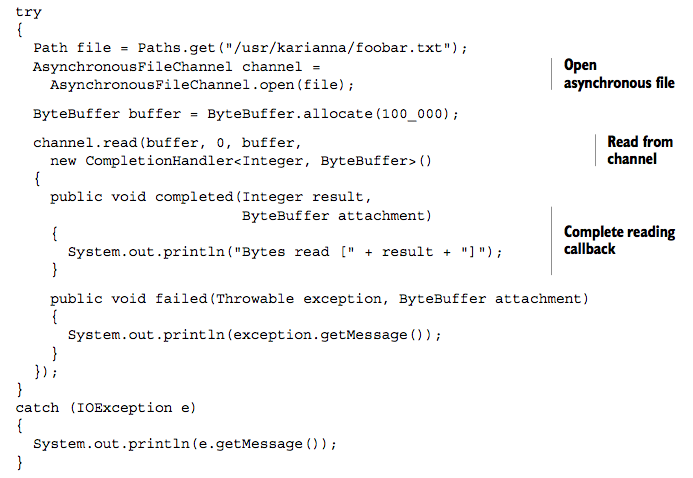 try
{
  Path file = Paths.get("/usr/karianna/foobar.txt");
  AsynchronousFileChannel channel =
    AsynchronousFileChannel.open(file);
Open
asynchronous file
  ByteBuffer buffer = ByteBuffer.allocate(100_000);
  channel.read(buffer, 0, buffer,
    new CompletionHandler<Integer, ByteBuffer>()
Read from
channel
  {
    public void completed(Integer result,
                          ByteBuffer attachment)
    {
      System.out.println("Bytes read [" + result + "]");
    }
Complete reading
callback
    public void failed(Throwable exception, ByteBuffer attachment)
    {
      System.out.println(exception.getMessage());
    }
  });
}
catch (IOException e)
{
  System.out.println(e.getMessage());
}